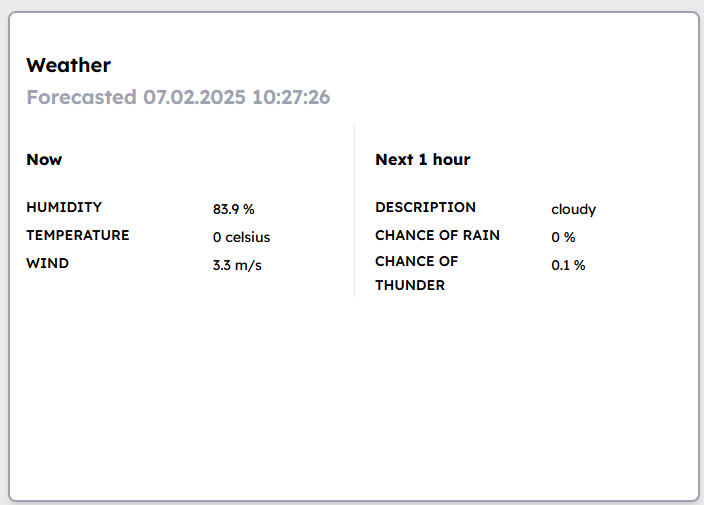 Weather
Forecasted 07.02.2025 10:27:26
Now
HUMIDITY 83.9 %
TEMPERATURE 0 celsius
WIND 3.3 m/s
Next 1 hour
DESCRIPTION cloudy
CHANCE OF RAIN 0 %
CHANCE OF
THUNDER 0.1 %